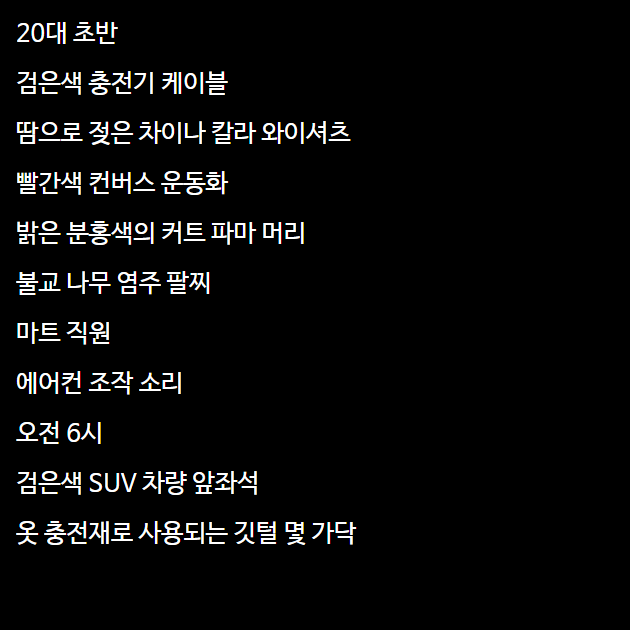 20대 초반
검은색 충전기 케이블
땀으로 젖은 차이나 칼라 와이셔츠
빨간색 컨버스 운동화
밝은 분홍색의 커트 파마 머리
불교 나무 염주 팔찌
마트 직원
에어컨 조작 소리
오전 6시
검은색 SUV 차량 앞좌석
옷 충전재로 사용되는 깃털 몇 가닥